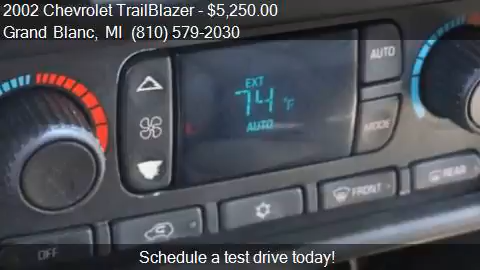 2002 Chevrolet TrailBlazer - $5,250.00
Grand Blanc, MI (810) 579-2030
EXT
74 °F
AUTO
AUTO
MODE
OFF
FRONT
REAR
Schedule a test drive today!